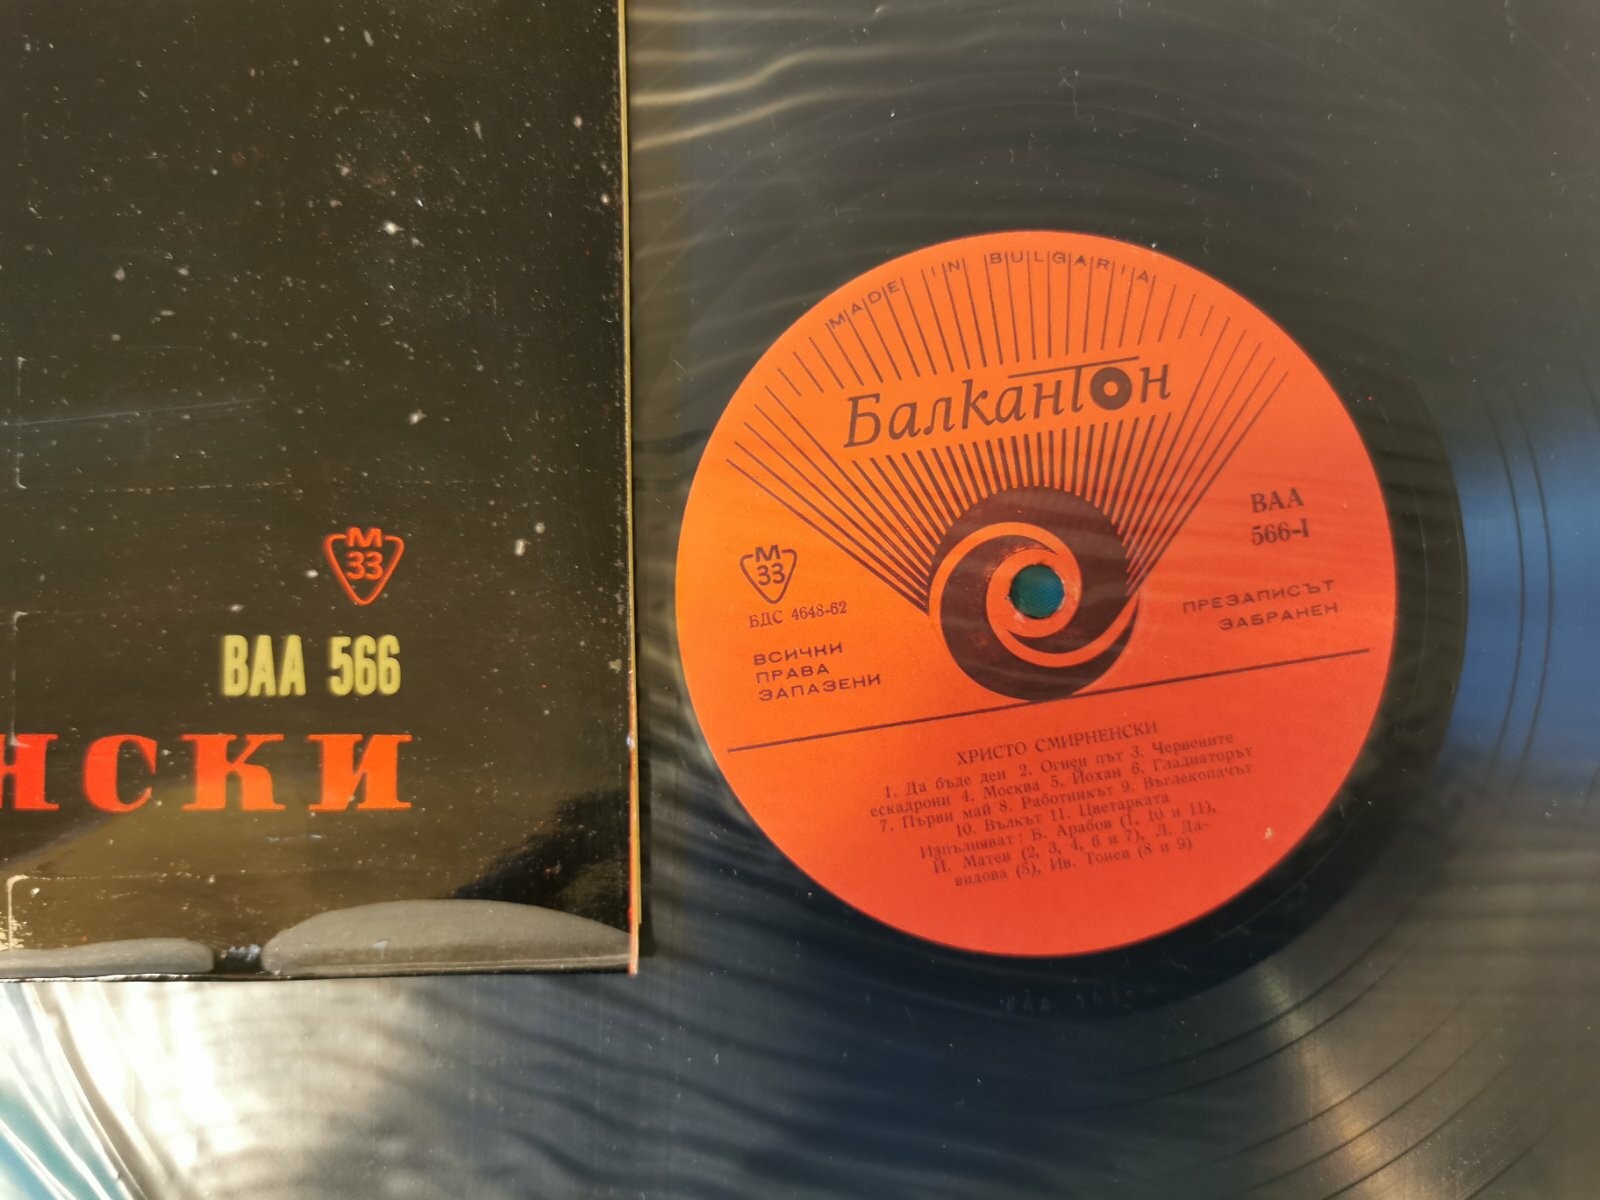 М
33
ВАА 566
НСКИ
MADE IN BULGARIA
Балкантон
ВАА
566-I
М
33
БДС 4648-62
ВСИЧКИ
ПРАВА
ЗАПАЗЕНИ
ПРЕЗАПИСЪТ
ЗАБРАНЕН
ХРИСТО СМИРНЕНСКИ
1. Да бъде ден 2. Огнен път 3. Червените
ескадрони 4. Москва 5. Йохан 6. Гладиаторът
7. Първи май 8. Работникът 9. Въглекопачът
10. Вълкът 11. Цветарката
Изпълняват: В. Арабов (1, 10 и 11),
Й. Матев (2, 3, 4, 6 и 7), Л. Да-
видова (5), Ив. Тонев (8 и 9)